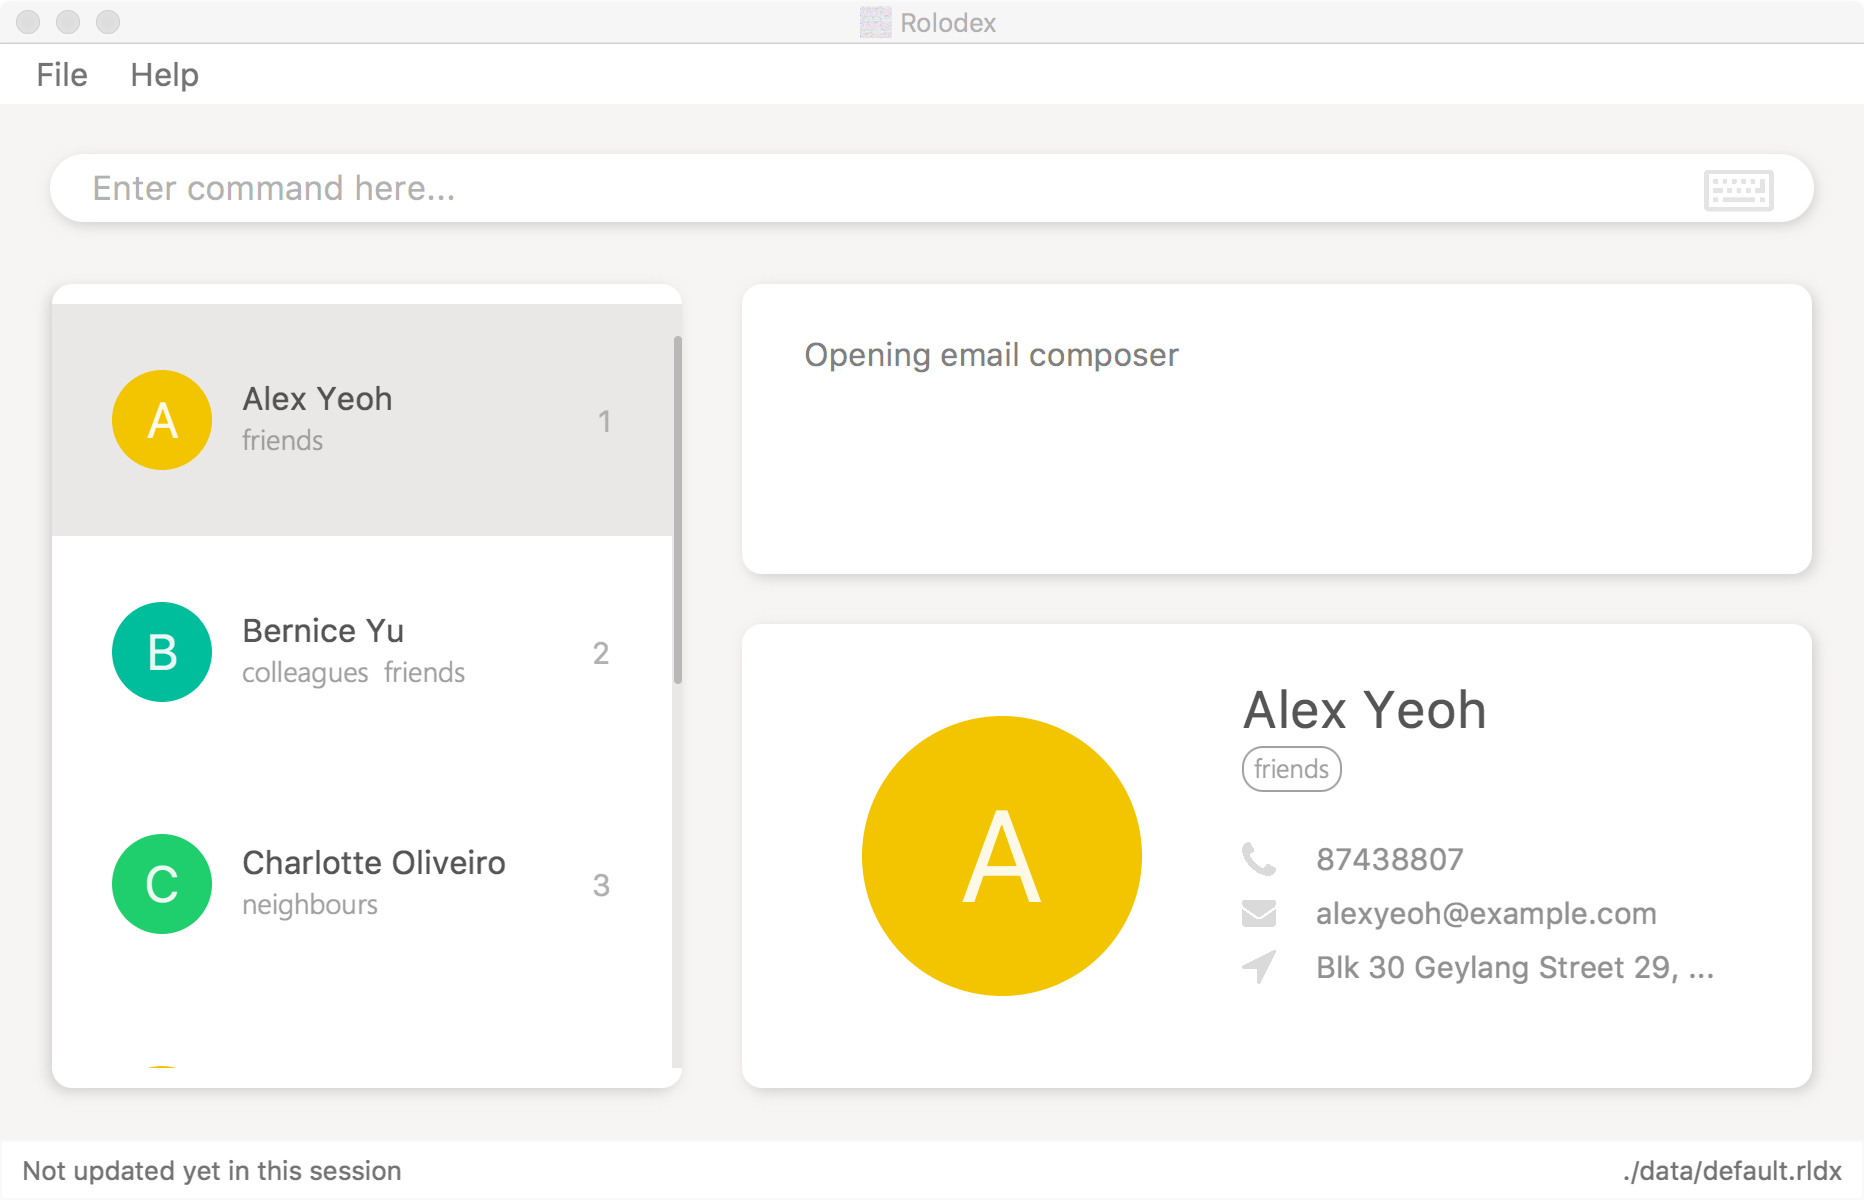 Rolodex
File Help
Enter command here...
A
Alex Yeoh
friends
1
B
Bernice Yu
colleagues friends
2
C
Charlotte Oliveiro
neighbours
3
Opening email composer
A
Alex Yeoh
friends
87438807
alexyeoh@example.com
Blk 30 Geylang Street 29, ...
Not updated yet in this session
./data/default.rldx